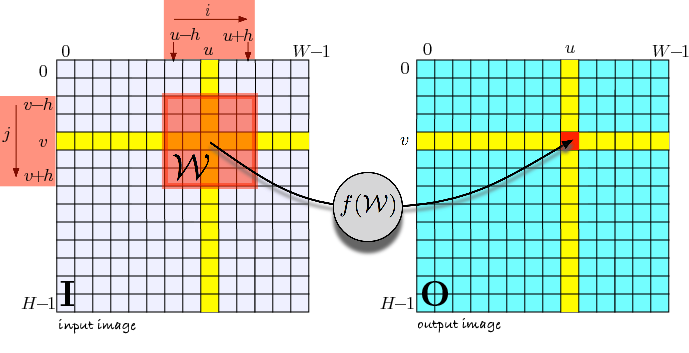 i
u−h u+h
0 u W−1
0
v−h
j v
v+h
𝒲
H−1 I
input image
f(𝒲)
0 u W−1
0
v
H−1 O
output image